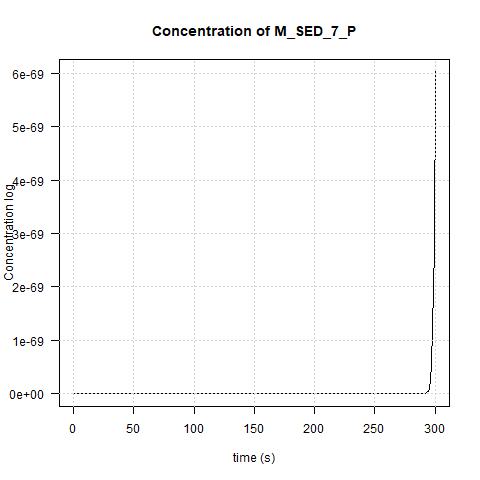 Concentration of M_SED_7_P
Concentration log
6e-69
5e-69
4e-69
3e-69
2e-69
1e-69
0e+00
0 50 100 150 200 250 300
time (s)